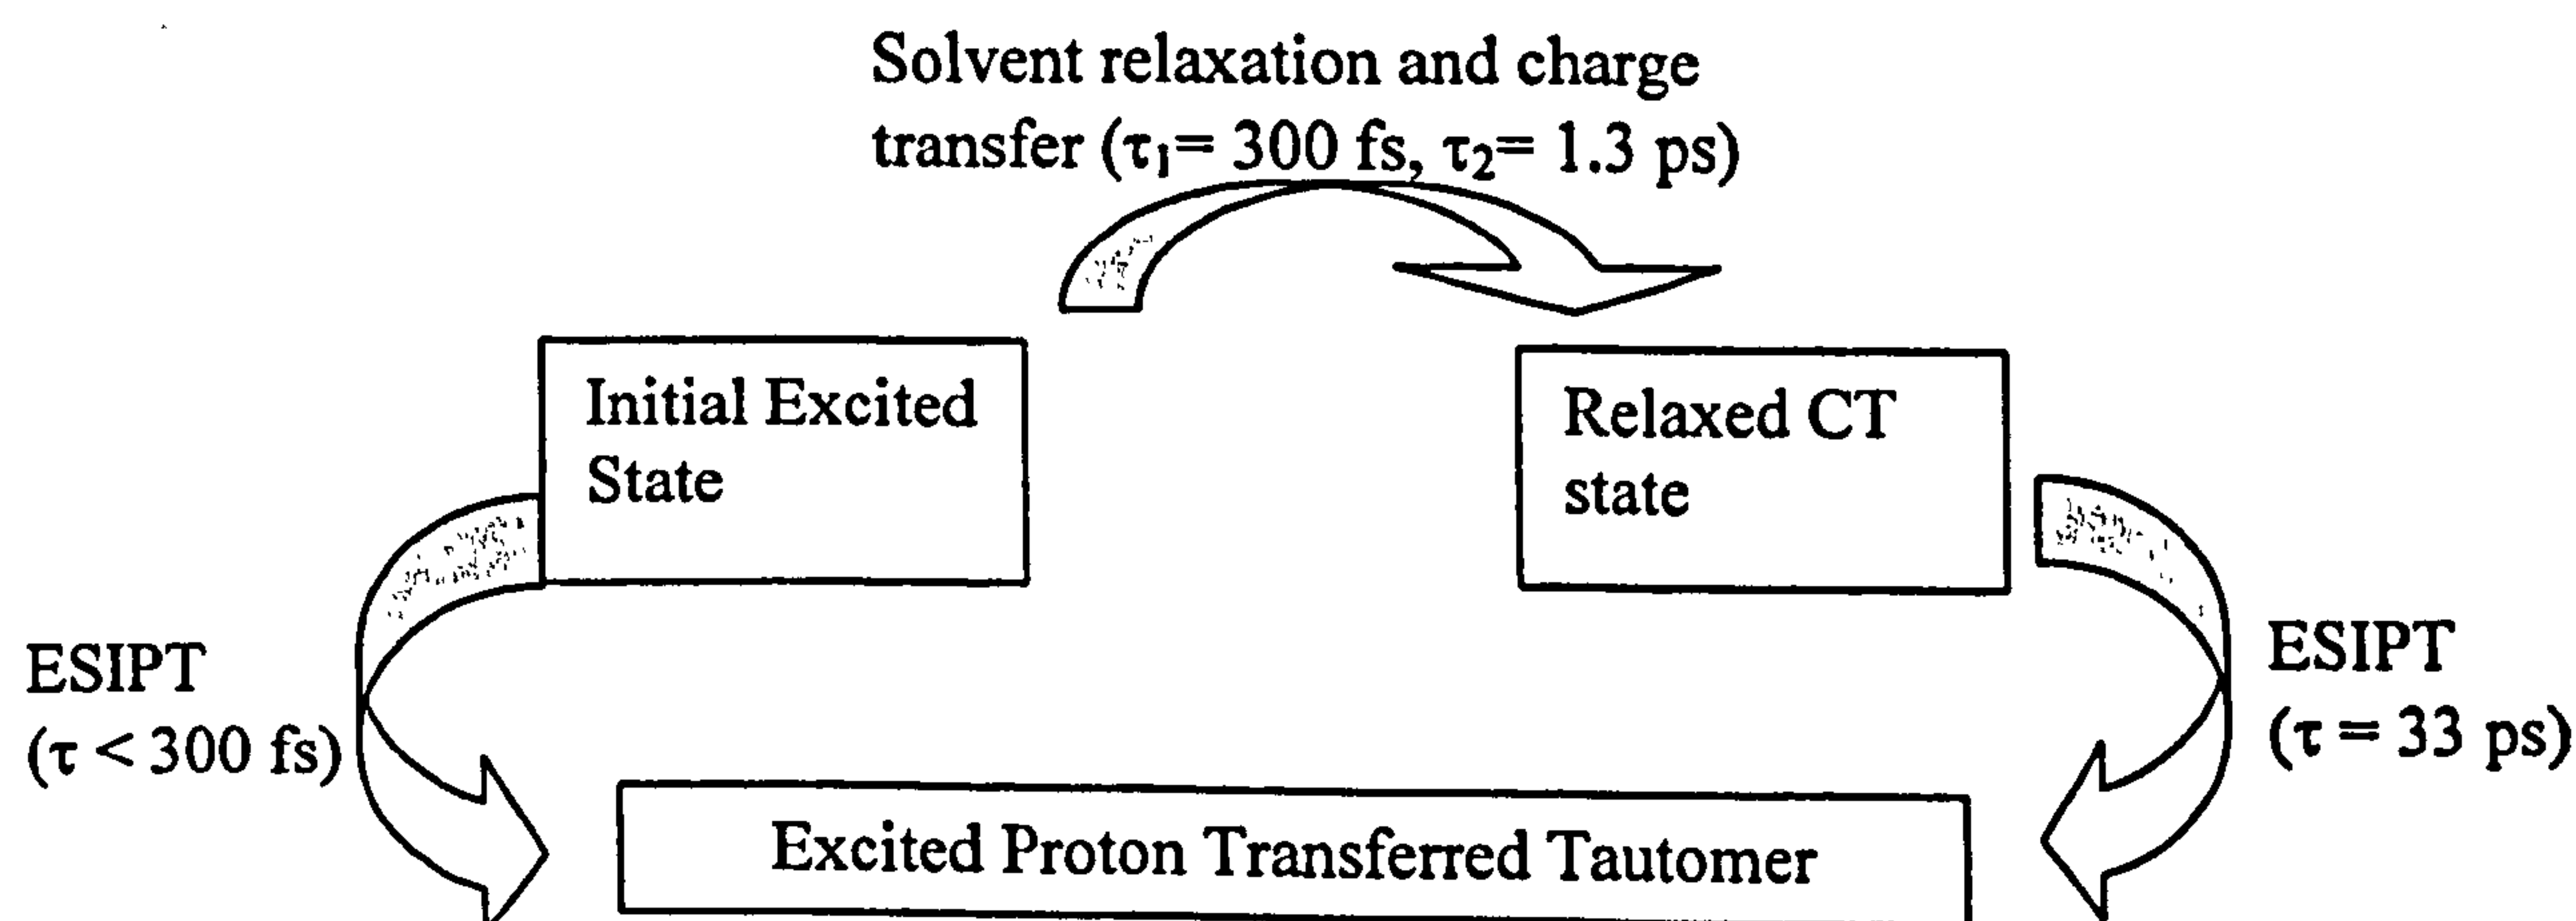 Solvent relaxation and charge
transfer (τ₁= 300 fs, τ₂= 1.3 ps)
Initial Excited
State
Relaxed CT
state
ESIPT
(τ < 300 fs)
ESIPT
(τ = 33 ps)
Excited Proton Transferred Tautomer